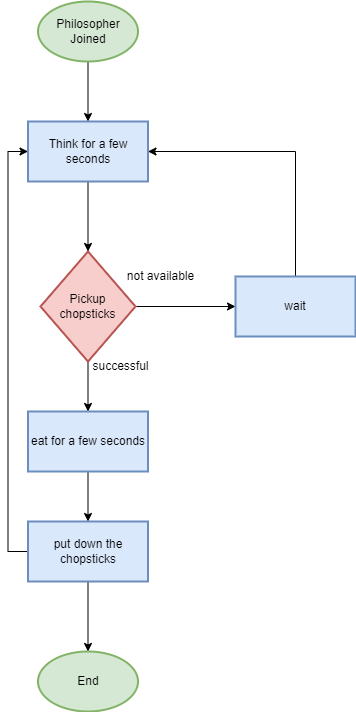 Philosopher
Joined
Think for a few
seconds
not available
Pickup
chopsticks
wait
successful
eat for a few seconds
put down the
chopsticks
End